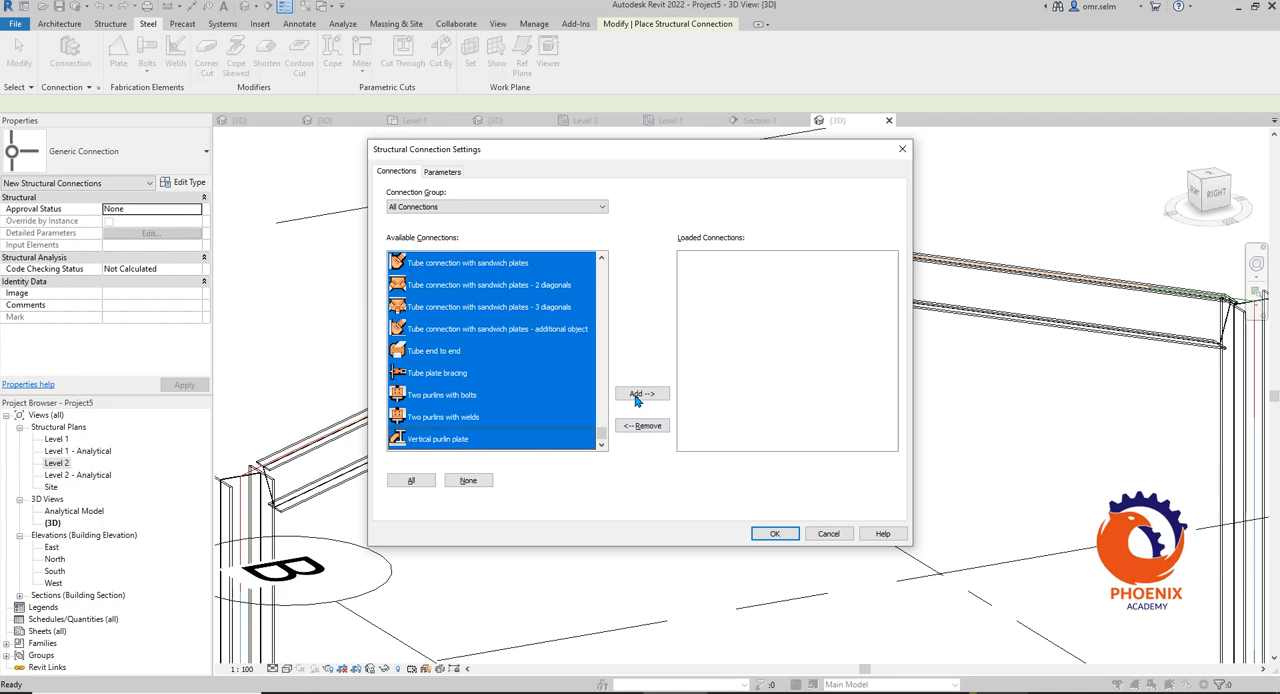 Autodesk Revit 2022 - Project5 - 3D View: {3D}
omr.selm
File Architecture Structure Steel Precast Systems Insert Annotate Analyze Massing & Site Collaborate View Manage Add-Ins Modify | Place Structural Connection
Modify Connection Plate Bolts Welds Corner Cut Cope Skewed Shorten Contour Cut Cope Miter Cut Through Cut By Set Show Ref Plane Viewer
Select Connection Fabrication Elements Modifiers Parametric Cuts Work Plane
Properties
{3D} {3D} Level 1 {3D} Level 2 Level 1 Section 1 {3D}
Generic Connection
New Structural Connections Edit Type
Structural
Approval Status None
Override by Instance
Detailed Parameters Edit...
Input Elements
Structural Analysis
Code Checking Status Not Calculated
Identity Data
Image
Comments
Mark
Properties help Apply
Project Browser - Project5
Views (all)
Structural Plans
Level 1
Level 1 - Analytical
Level 2
Level 2 - Analytical
Site
3D Views
Analytical Model
{3D}
Elevations (Building Elevation)
East
North
South
West
Sections (Building Section)
Legends
Schedules/Quantities (all)
Sheets (all)
Families
Groups
Revit Links
Structural Connection Settings
Connections Parameters
Connection Group:
All Connections
Available Connections:
Loaded Connections:
Tube connection with sandwich plates
Tube connection with sandwich plates - 2 diagonals
Tube connection with sandwich plates - 3 diagonals
Tube connection with sandwich plates - additional object
Tube end to end
Tube plate bracing
Two purlins with bolts
Two purlins with welds
Vertical purlin plate
Add -->
<-- Remove
All None
OK Cancel Help
RIGHT
B
PHOENIX
ACADEMY
1 : 100
Ready
:0 Main Model :0